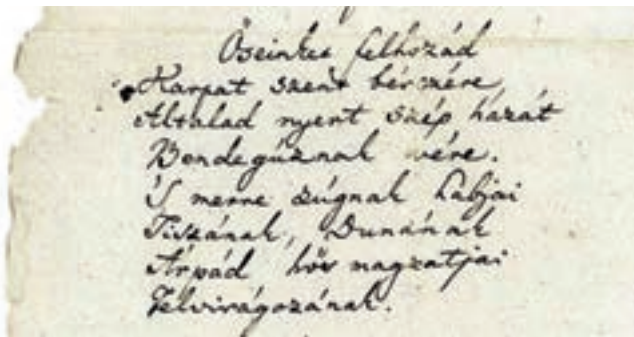 Őseinket felhozád
Kárpát szent bérczére,
Általad nyert szép hazát
Bendegúznak vére.
'S merre zúgnak habjai
Tiszának, Dunának
Árpád hős magzatjai
Felvirágozának.